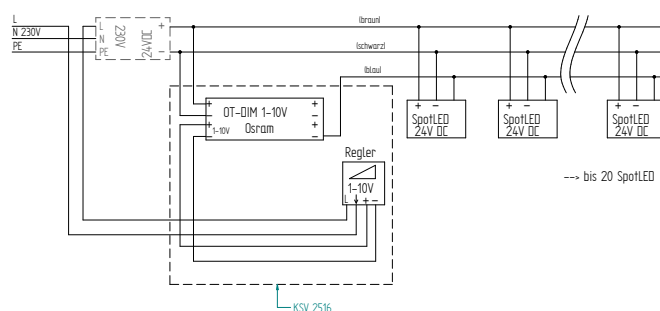 L
N 230V
PE
L
N
PE
230V
24VDC
+
−
(braun)
(schwarz)
(blau)
+ OT-DIM 1-10V +
− −
+ 1-10V Osram +
− −
+ −
SpotLED
24V DC
+ −
SpotLED
24V DC
+ −
SpotLED
24V DC
Regler
1-10V
L + −
--> bis 20 SpotLED
KSV 2516